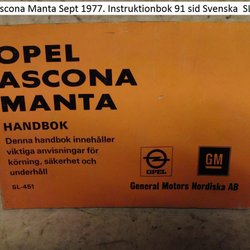 Ascona Manta Sept 1977. Instruktionbok 91 sid Svenska
OPEL
ASCONA
MANTA
HANDBOK
Denna handbok innehåller
viktiga anvisningar för
körning, säkerhet och
underhåll
SL-451
OPEL
GM
General Motors Nordiska AB